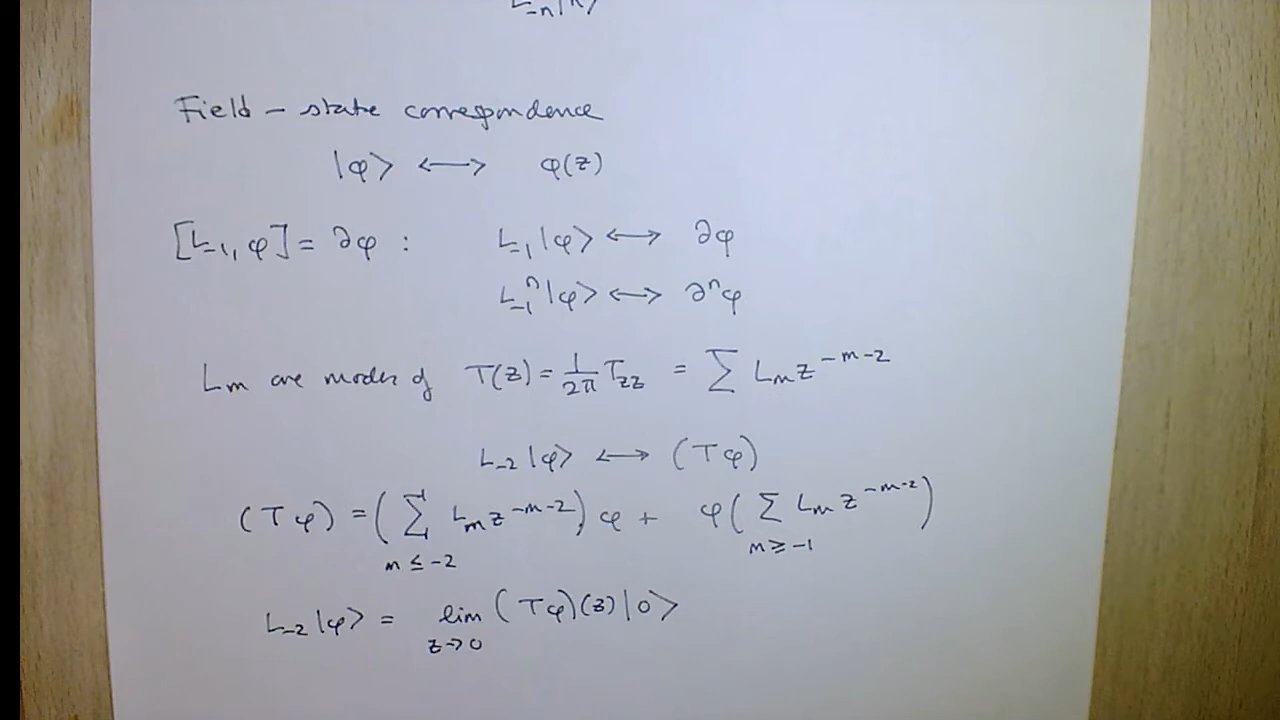 L₋ₙ|h⟩
Field – state correspondence
|φ⟩ ⟷ φ(z)
[L₋₁, φ] = ∂φ : L₋₁|φ⟩ ⟷ ∂φ
L₋₁ⁿ|φ⟩ ⟷ ∂ⁿφ
Lm are modes of T(z) = 1/2π Tzz = ∑ Lm z^{-m-2}
L₋₂|φ⟩ ⟷ (Tφ)
(Tφ) = (∑_{m ≤ -2} Lm z^{-m-2}) φ + φ(∑_{m ≥ -1} Lm z^{-m-2})
L₋₂|φ⟩ = lim_{z→0} (Tφ)(z)|0⟩